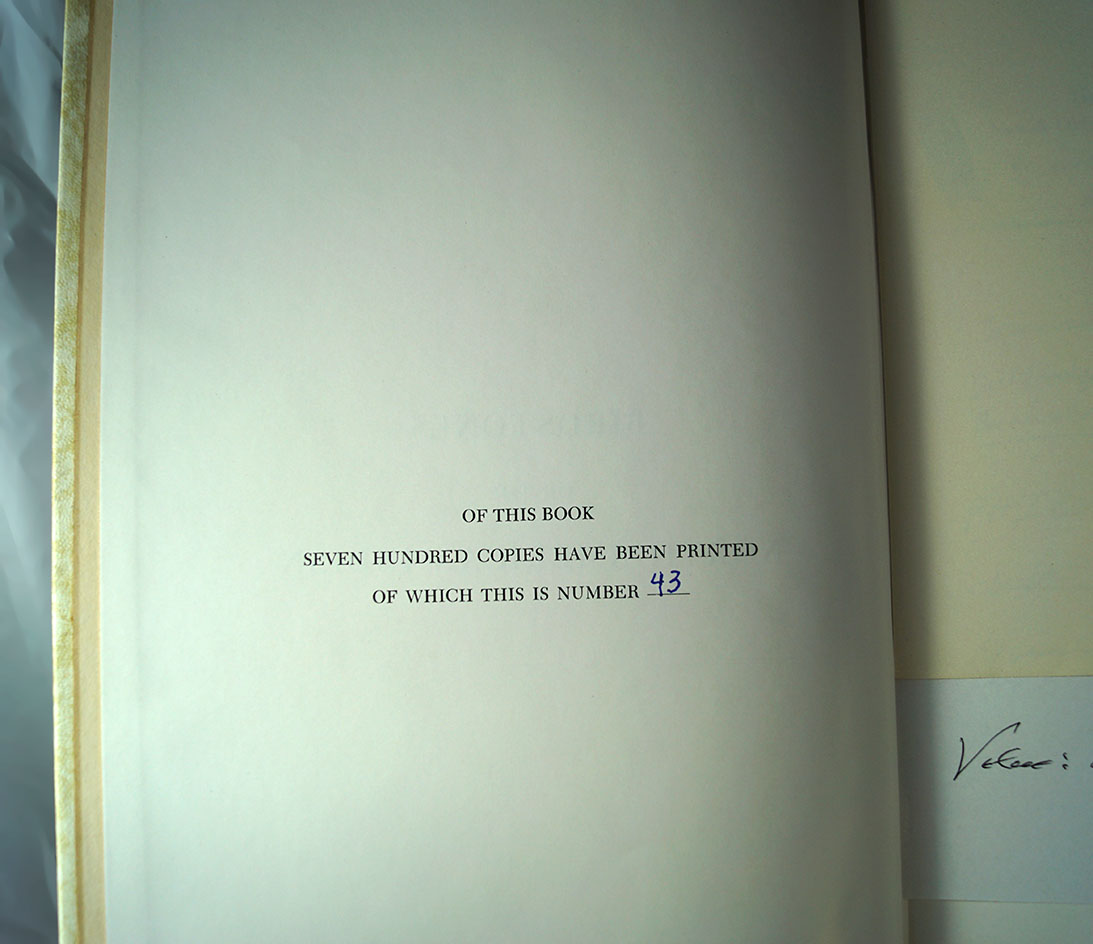 OF THIS BOOK
SEVEN HUNDRED COPIES HAVE BEEN PRINTED
OF WHICH THIS IS NUMBER 43